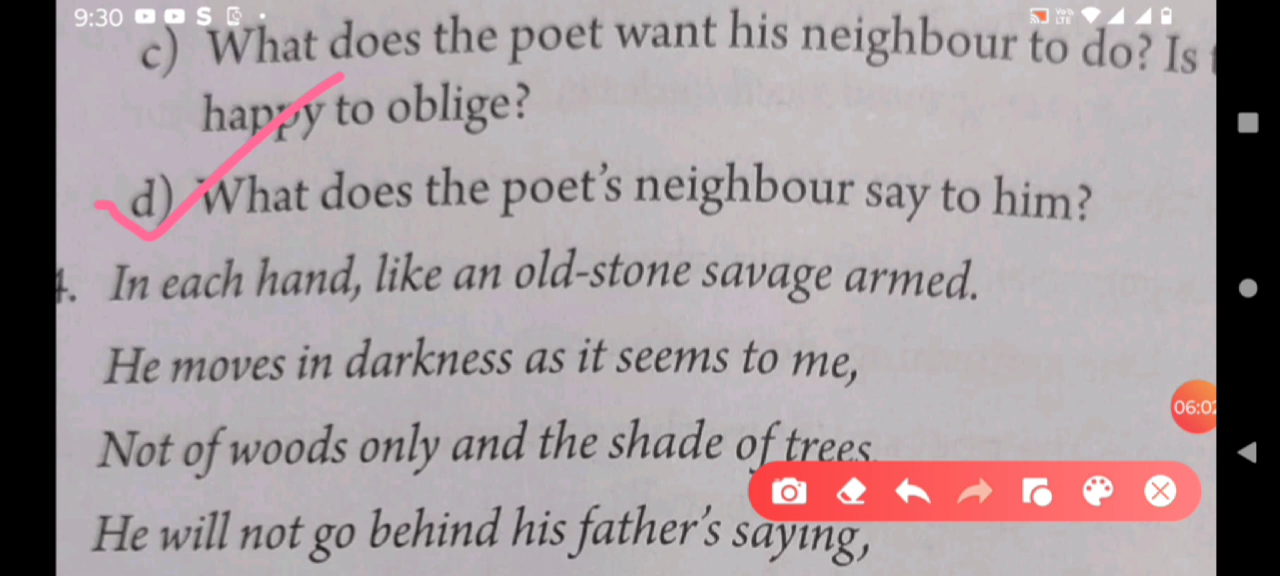 9:30
c) What does the poet want his neighbour to do? Is
happy to oblige?
d) What does the poet's neighbour say to him?
4. In each hand, like an old-stone savage armed.
He moves in darkness as it seems to me,
Not of woods only and the shade of trees
He will not go behind his father's saying,